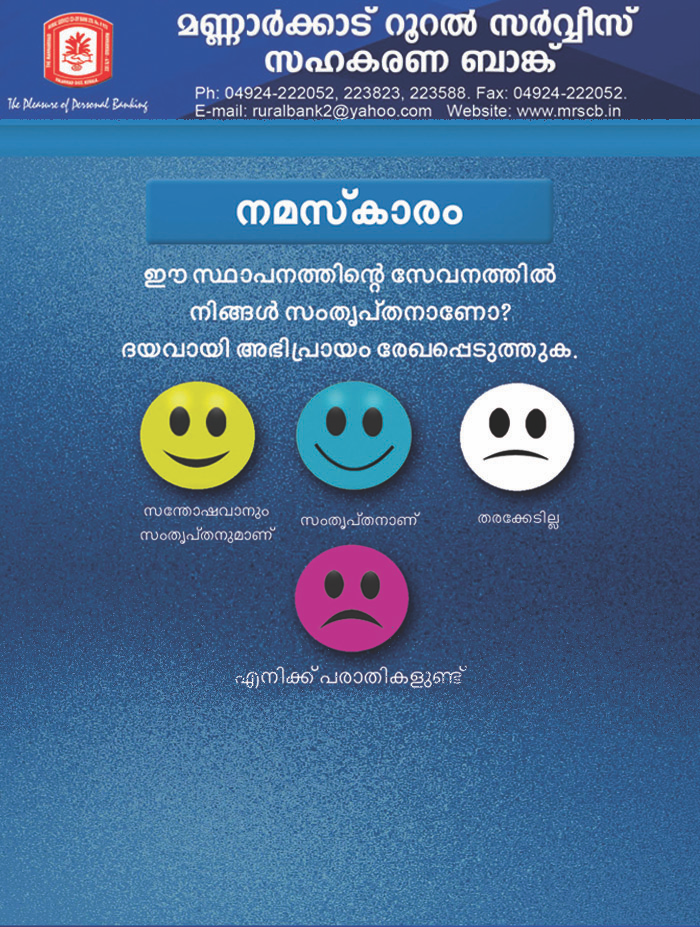 മണ്ണാർക്കാട് റൂറൽ സർവ്വീസ്
സഹകരണ ബാങ്ക്
The Pleasure of Personal Banking
Ph: 04924-222052, 223823, 223588. Fax: 04924-222052.
E-mail: ruralbank2@yahoo.com Website: www.mrscb.in
നമസ്കാരം
ഈ സ്ഥാപനത്തിന്റെ സേവനത്തിൽ
നിങ്ങൾ സംതൃപ്തനാണോ?
ദയവായി അഭിപ്രായം രേഖപ്പെടുത്തുക.
സന്തോഷവാനും
സംതൃപ്തനുമാണ്
സംതൃപ്തനാണ്
തരക്കേടില്ല
എനിക്ക് പരാതികളുണ്ട്